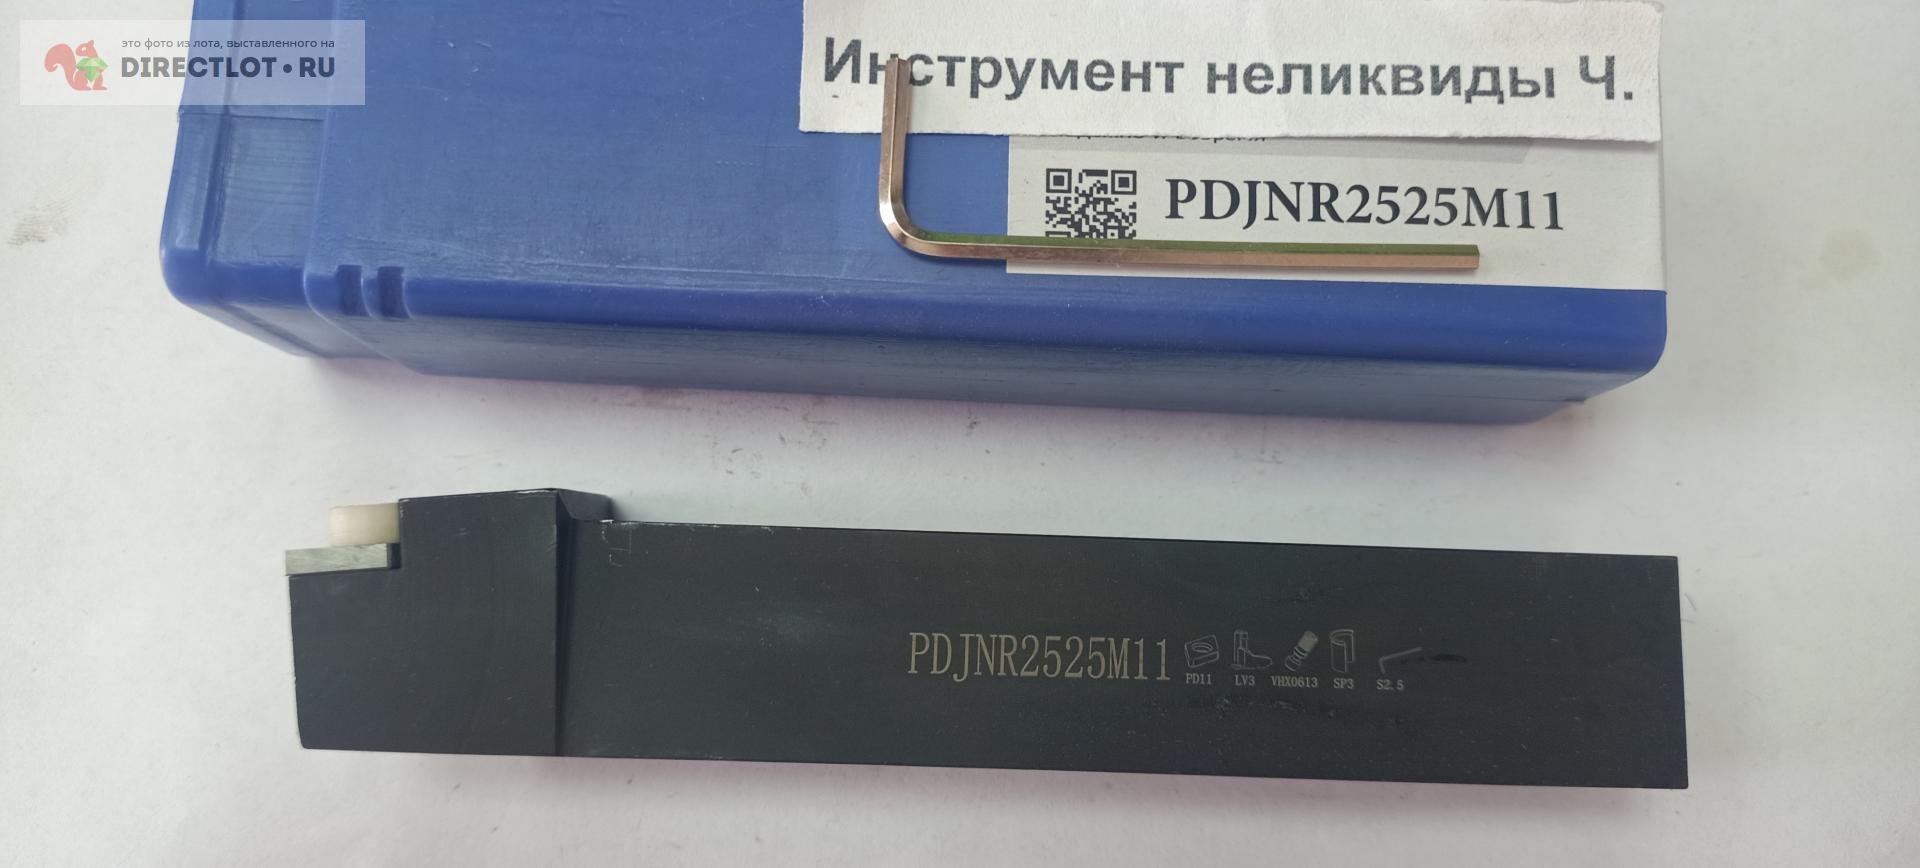 это фото из лота, выставленного на
DIRECTLOT•RU
Инструмент неликвиды Ч.
PDJNR2525M11
PDJNR2525M11
PD11 LV3 VHX0613 SP3 S2.5